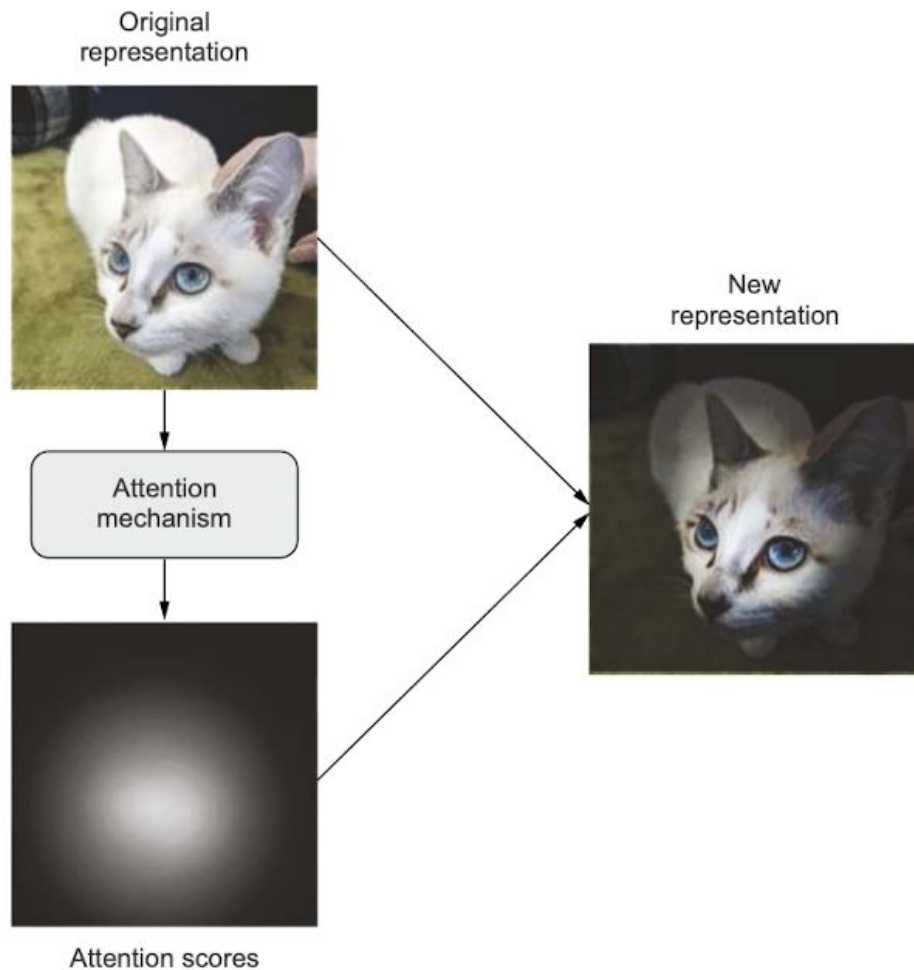 Original
representation
New
representation
Attention
mechanism
Attention scores